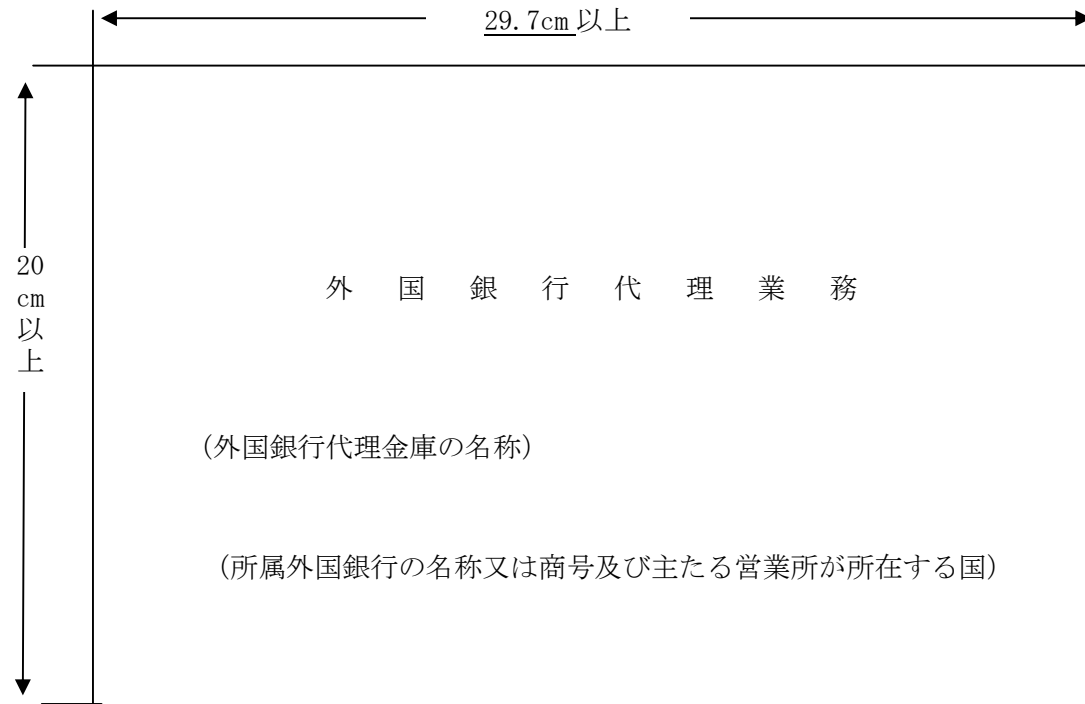 29.7cm以上
20
cm
以
上
外国銀行代理業務
（外国銀行代理金庫の名称）
（所属外国銀行の名称又は商号及び主たる営業所が所在する国）